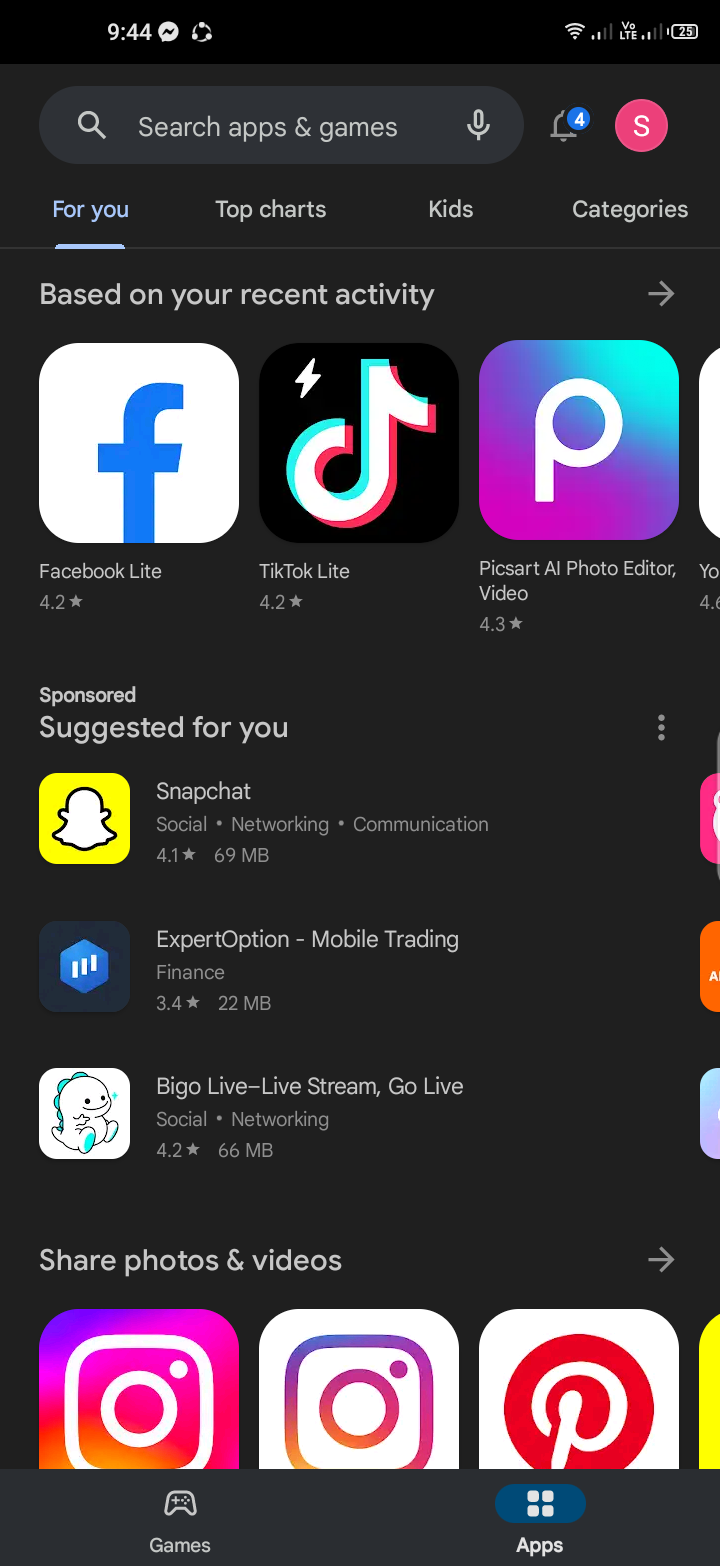 9:44
Vo
LTE
25
Search apps & games
4
S
For you
Top charts
Kids
Categories
Based on your recent activity
Facebook Lite
4.2★
TikTok Lite
4.2★
Picsart AI Photo Editor,
Video
4.3★
Yo
4.6
Sponsored
Suggested for you
Snapchat
Social • Networking • Communication
4.1★ 69 MB
ExpertOption - Mobile Trading
Finance
3.4★ 22 MB
Bigo Live–Live Stream, Go Live
Social • Networking
4.2★ 66 MB
Share photos & videos
Games
Apps